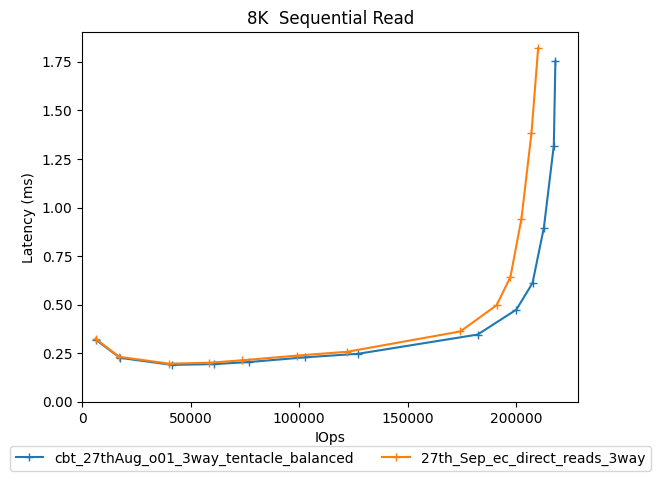 8K  Sequential Read
Latency (ms)
1.75
1.50
1.25
1.00
0.75
0.50
0.25
0.00
0 50000 100000 150000 200000
IOps
cbt_27thAug_o01_3way_tentacle_balanced 27th_Sep_ec_direct_reads_3way